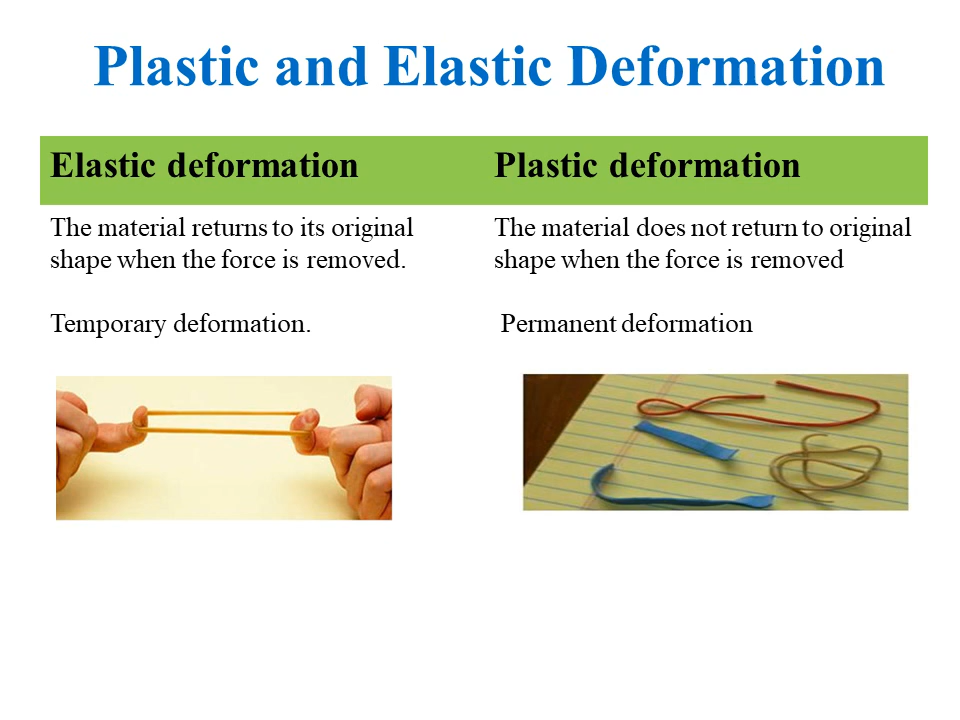 Plastic and Elastic Deformation
Elastic deformation
Plastic deformation
The material returns to its original
shape when the force is removed.
Temporary deformation.
The material does not return to original
shape when the force is removed
Permanent deformation